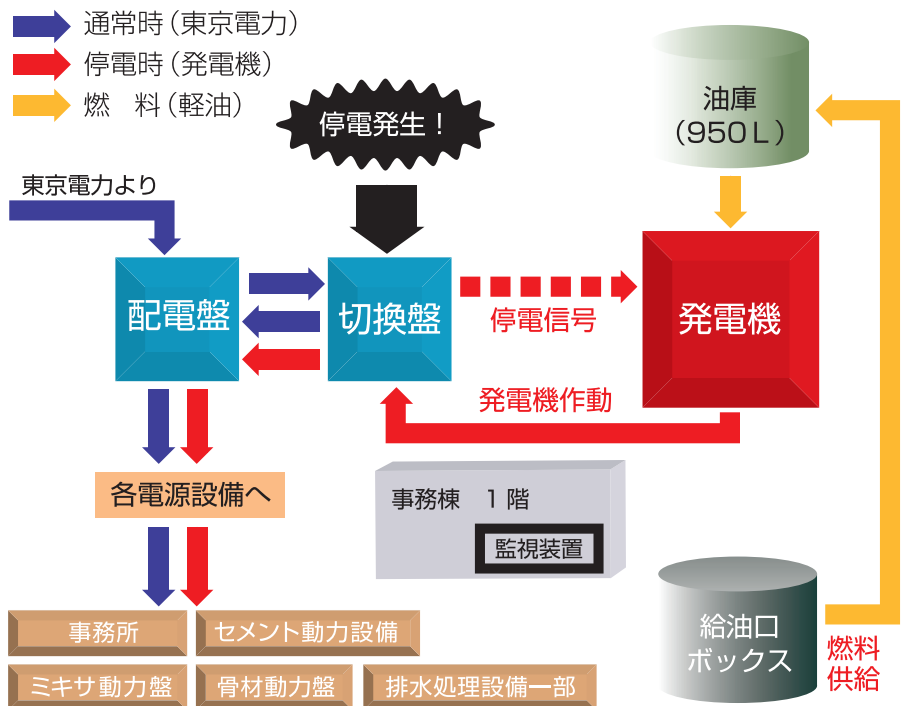 通常時（東京電力）
停電時（発電機）
燃　料（軽油）
停電発生！
油庫
（950L）
東京電力より
配電盤
切換盤
停電信号
発電機
発電機作動
各電源設備へ
事務棟　1階
監視装置
給油口
ボックス
燃料
供給
事務所
セメント動力設備
ミキサ動力盤
骨材動力盤
排水処理設備一部